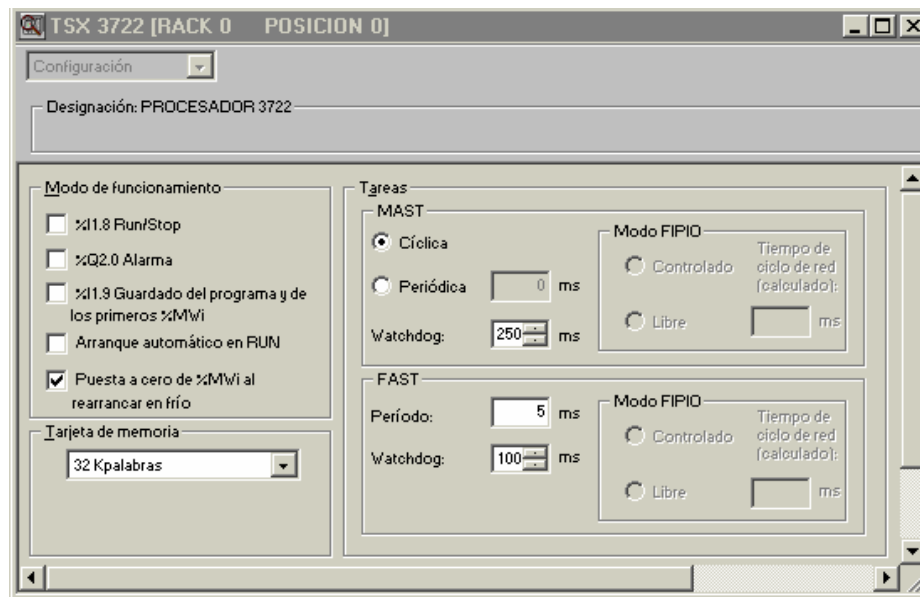 TSX 3722 [RACK 0 POSICION 0]
Configuración
Designación: PROCESADOR 3722
Modo de funcionamiento
%I1.8 Run/Stop
%Q2.0 Alarma
%I1.9 Guardado del programa y de
los primeros %MWi
Arranque automático en RUN
Puesta a cero de %MWi al
rearrancar en frío
Tarjeta de memoria
32 Kpalabras
Tareas
MAST
Cíclica
Periódica 0 ms
Watchdog: 250 ms
Modo FIPIO
Controlado
Libre
Tiempo de
ciclo de red
(calculado):
ms
FAST
Período: 5 ms
Watchdog: 100 ms
Modo FIPIO
Controlado
Libre
Tiempo de
ciclo de red
(calculado):
ms